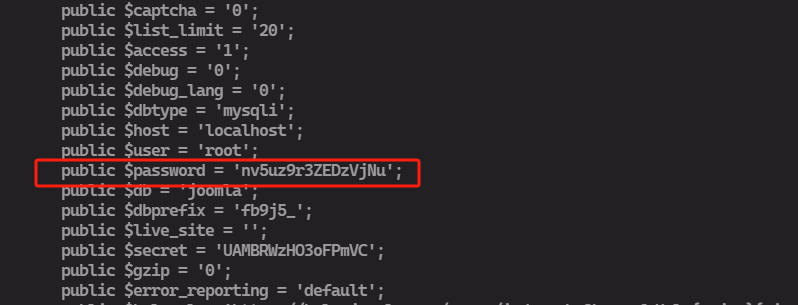 public $captcha = '0';
public $list_limit = '20';
public $access = '1';
public $debug = '0';
public $debug_lang = '0';
public $dbtype = 'mysqli';
public $host = 'localhost';
public $user = 'root';
public $password = 'nv5uz9r3ZEDzVjNu';
public $db = 'joomla';
public $dbprefix = 'fb9j5_';
public $live_site = '';
public $secret = 'UAMBRWzHO3oFPmVC';
public $gzip = '0';
public $error_reporting = 'default';